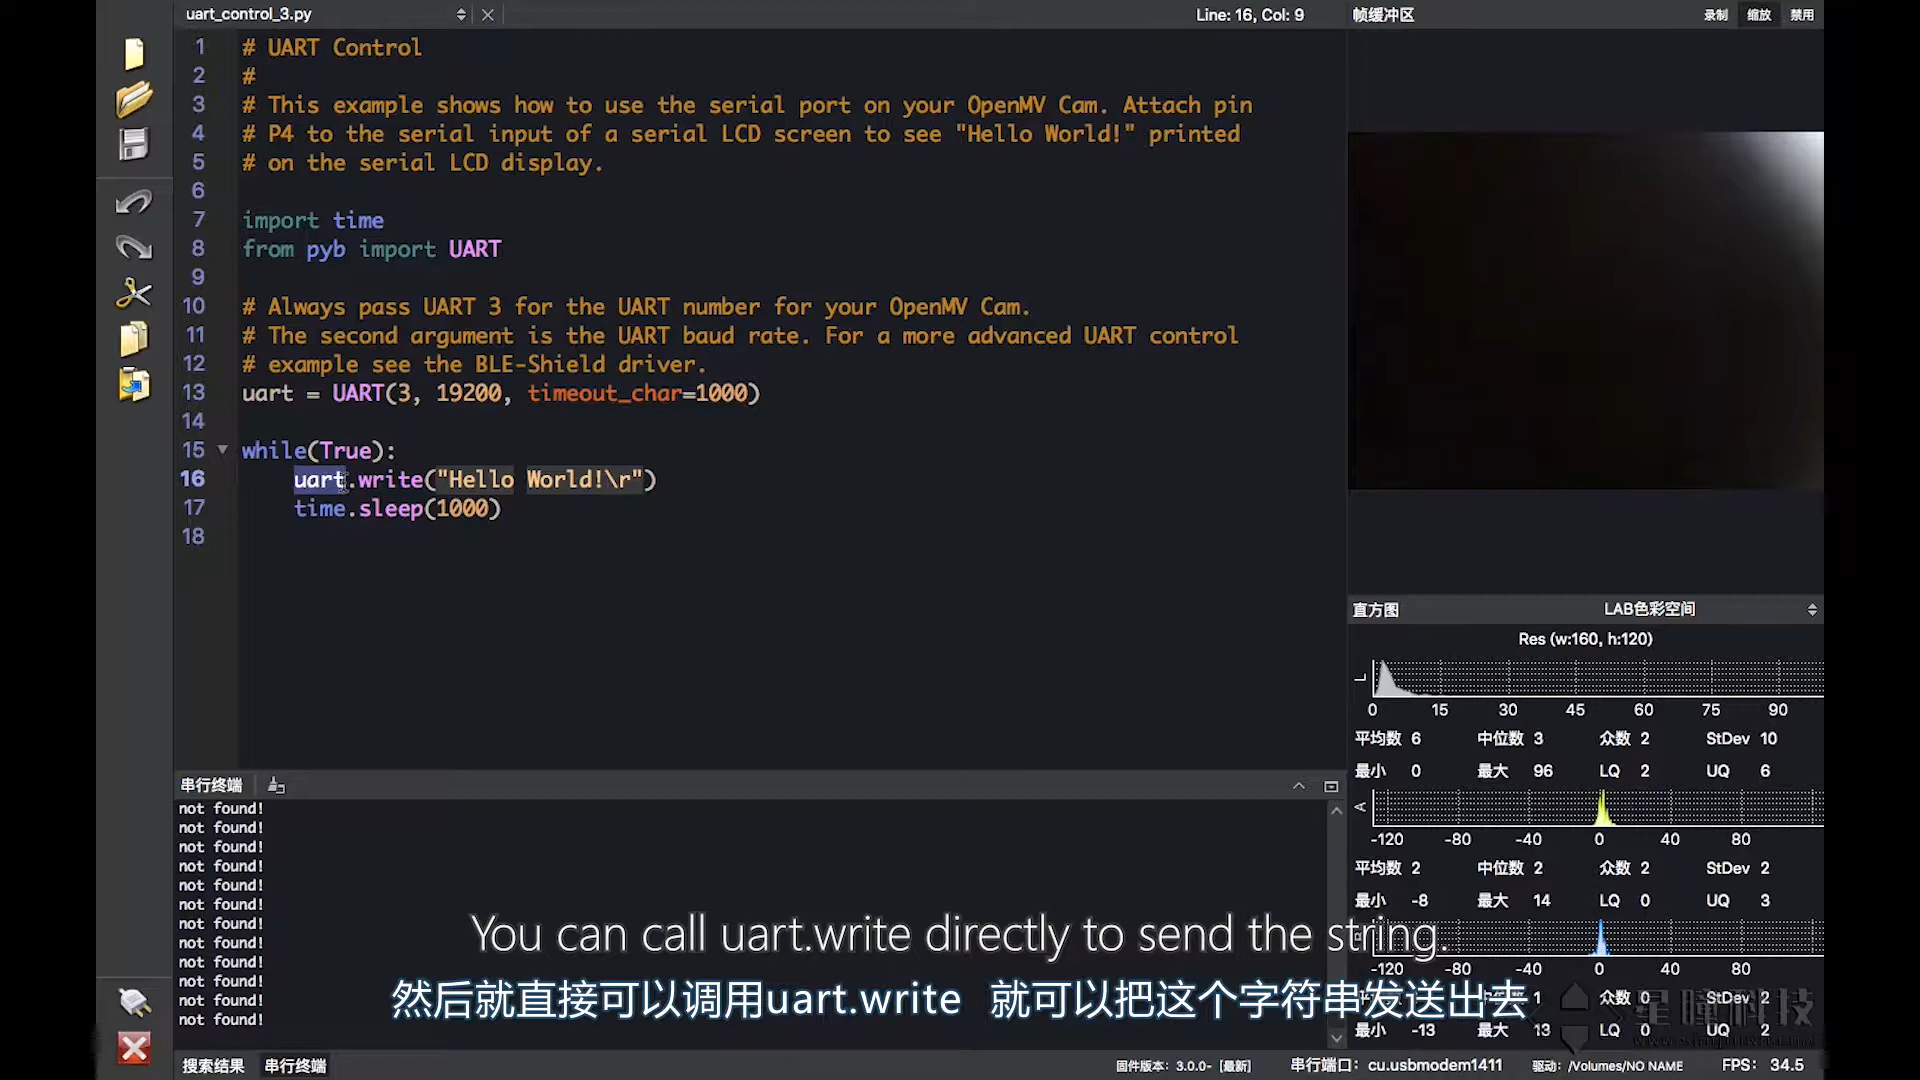 uart_control_3.py
Line: 16, Col: 9
帧缓冲区
录制 缩放 禁用
1 # UART Control
2 #
3 # This example shows how to use the serial port on your OpenMV Cam. Attach pin
4 # P4 to the serial input of a serial LCD screen to see "Hello World!" printed
5 # on the serial LCD display.
6
7 import time
8 from pyb import UART
9
10 # Always pass UART 3 for the UART number for your OpenMV Cam.
11 # The second argument is the UART baud rate. For a more advanced UART control
12 # example see the BLE-Shield driver.
13 uart = UART(3, 19200, timeout_char=1000)
14
15 while(True):
16 uart.write("Hello World!\r")
17 time.sleep(1000)
18
直方图 LAB色彩空间
Res (w:160, h:120)
L
0 15 30 45 60 75 90
平均数 6 中位数 3 众数 2 StDev 10
最小 0 最大 96 LQ 2 UQ 6
A
-120 -80 -40 0 40 80
平均数 2 中位数 2 众数 2 StDev 2
最小 -8 最大 14 LQ 0 UQ 3
-120 -80 -40 0 40 80
1 众数 0 StDev 2
最小 -13 最大 13 LQ 0 UQ 2
串行终端
not found!
not found!
not found!
not found!
not found!
not found!
not found!
not found!
not found!
not found!
not found!
not found!
You can call uart.write directly to send the string.
然后就直接可以调用uart.write 就可以把这个字符串发送出去
星瞳科技
搜索结果 串行终端
固件版本: 3.0.0- [最新] 串行端口: cu.usbmodem1411 驱动: /Volumes/NO NAME FPS: 34.5